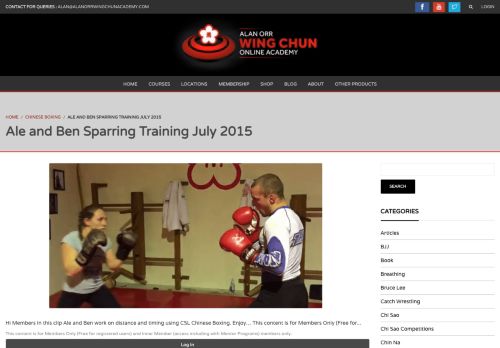 CONTACT FOR QUERIES : ALAN@ALANORRWINGCHUNACADEMY.COM
LOGIN
ALAN ORR
WING CHUN
ONLINE ACADEMY
HOME COURSES LOCATIONS MEMBERSHIP SHOP BLOG ABOUT OTHER PRODUCTS
HOME / CHINESE BOXING / ALE AND BEN SPARRING TRAINING JULY 2015
Ale and Ben Sparring Training July 2015
SEARCH
CATEGORIES
Articles
BJJ
Book
Breathing
Bruce Lee
Catch Wrestling
Chi Sao
Chi Sao Competitions
Chin Na
Hi Members In this clip Ale and Ben work on distance and timing using CSL Chinese Boxing. Enjoy… This content is for Members Only (Free for…
This content is for Members Only (Free for registered users) and Inner Member (access including with Mentor Programs) members only.
Log In